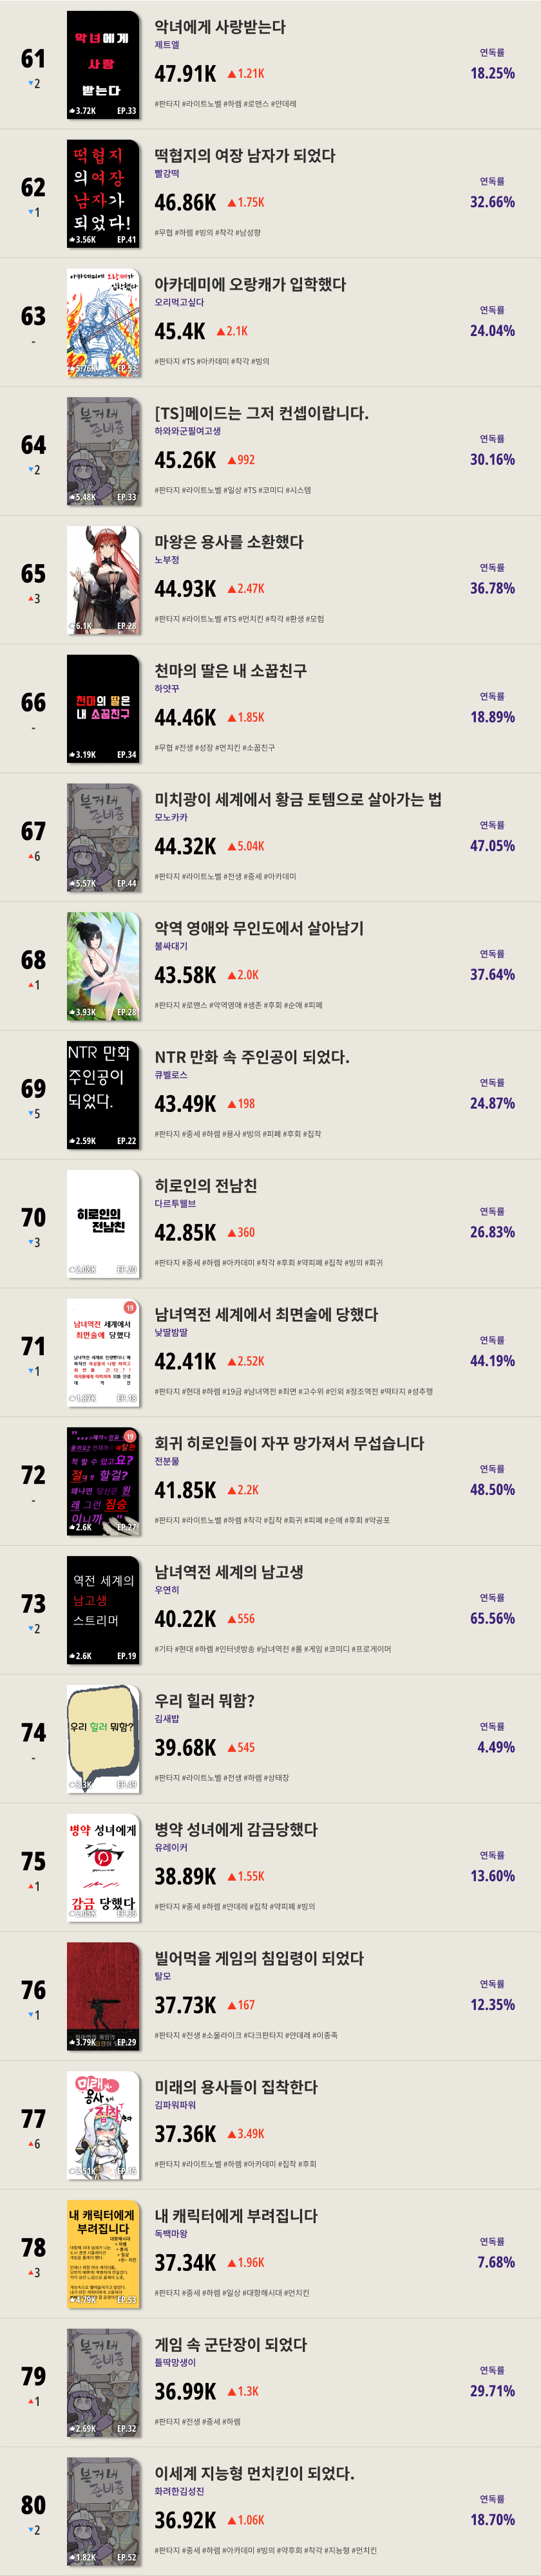 61
▼2
악녀에게
사랑
받는다
3.72K
EP.33
악녀에게 사랑받는다
제트엘
47.91K ▲1.21K
#판타지 #라이트노벨 #하렘 #로맨스 #얀데레
연독률
18.25%
62
▼1
떡협지
의여장
남자가
되었다!
3.56K
EP.41
떡협지의 여장 남자가 되었다
빨강떡
46.86K ▲1.75K
#무협 #하렘 #빙의 #착각 #남성향
연독률
32.66%
63
-
아카데미에 오랑캐가
입학했다
EP.33
아카데미에 오랑캐가 입학했다
오리먹고싶다
45.4K ▲2.1K
#판타지 #TS #아카데미 #착각 #빙의
연독률
24.04%
64
▼2
북커버
준비중
5.48K
EP.33
[TS]메이드는 그저 컨셉이랍니다.
하와와군필여고생
45.26K ▲992
#판타지 #라이트노벨 #일상 #TS #코미디 #시스템
연독률
30.16%
65
▲3
6.1K
EP.28
마왕은 용사를 소환했다
노부정
44.93K ▲2.47K
#판타지 #라이트노벨 #TS #먼치킨 #착각 #환생 #모험
연독률
36.78%
66
-
천마의 딸은
내 소꿉친구
3.19K
EP.34
천마의 딸은 내 소꿉친구
하얏꾸
44.46K ▲1.85K
#무협 #전생 #성장 #먼치킨 #소꿉친구
연독률
18.89%
67
▲6
북커버
준비중
5.57K
EP.44
미치광이 세계에서 황금 토템으로 살아가는 법
모노카카
44.32K ▲5.04K
#판타지 #라이트노벨 #전생 #중세 #아카데미
연독률
47.05%
68
▲1
3.93K
EP.28
악역 영애와 무인도에서 살아남기
불싸대기
43.58K ▲2.0K
#판타지 #로맨스 #악역영애 #생존 #후회 #순애 #피폐
연독률
37.64%
69
▼5
NTR 만화
주인공이
되었다.
2.59K
EP.22
NTR 만화 속 주인공이 되었다.
큐벨로스
43.49K ▲198
#판타지 #중세 #하렘 #용사 #빙의 #피폐 #후회 #집착
연독률
24.87%
70
▼3
히로인의
전남친
2.08K
EP.20
히로인의 전남친
다르투웰브
42.85K ▲360
#판타지 #중세 #하렘 #아카데미 #착각 #후회 #약피폐 #집착 #빙의 #회귀
연독률
26.83%
71
▼1
19
남녀역전 세계에서
최면술에 당했다
1.87K
EP.18
남녀역전 세계에서 최면술에 당했다
낮딸밤딸
42.41K ▲2.52K
#판타지 #현대 #하렘 #19금 #남녀역전 #최면 #고수위 #인외 #정조역전 #떡타지 #성추행
연독률
44.19%
72
-
19
할 수 있고요?
할걸?
왜냐면 당신은 원
래 그런 짐승
이니까
2.6K
EP.27
회귀 히로인들이 자꾸 망가져서 무섭습니다
전분물
41.85K ▲2.2K
#판타지 #라이트노벨 #하렘 #착각 #집착 #회귀 #피폐 #순애 #후회 #약공포
연독률
48.50%
73
▼2
역전 세계의
남고생
스트리머
2.6K
EP.19
남녀역전 세계의 남고생
우연히
40.22K ▲556
#기타 #현대 #하렘 #인터넷방송 #남녀역전 #롤 #게임 #코미디 #프로게이머
연독률
65.56%
74
-
우리 힐러 뭐함?
3.3K
EP.49
우리 힐러 뭐함?
김새밥
39.68K ▲545
#판타지 #라이트노벨 #전생 #하렘 #상태창
연독률
4.49%
75
▲1
병약 성녀에게
감금 당했다
2.05K
EP.35
병약 성녀에게 감금당했다
유레이커
38.89K ▲1.55K
#판타지 #중세 #하렘 #얀데레 #집착 #약피폐 #빙의
연독률
13.60%
76
▼1
3.79K
EP.29
빌어먹을 게임의 침입령이 되었다
탈모
37.73K ▲167
#판타지 #전생 #소울라이크 #다크판타지 #얀데레 #이종족
연독률
12.35%
77
▲6
미래의
용사들이
집착한다
EP.15
미래의 용사들이 집착한다
김파워파워
37.36K ▲3.49K
#판타지 #라이트노벨 #하렘 #아카데미 #집착 #후회
78
▲3
내 캐릭터에게
부려집니다
대항해시대
4.79K
EP.53
내 캐릭터에게 부려집니다
독백마왕
37.34K ▲1.96K
#판타지 #중세 #하렘 #일상 #대항해시대 #먼치킨
연독률
7.68%
79
▲1
북커버
준비중
2.69K
EP.32
게임 속 군단장이 되었다
틀딱망생이
36.99K ▲1.3K
#판타지 #전생 #중세 #하렘
연독률
29.71%
80
▼2
북커버
준비중
1.82K
EP.52
이세계 지능형 먼치킨이 되었다.
화려한김성진
36.92K ▲1.06K
#판타지 #중세 #하렘 #아카데미 #빙의 #약후회 #착각 #지능형 #먼치킨
연독률
18.70%